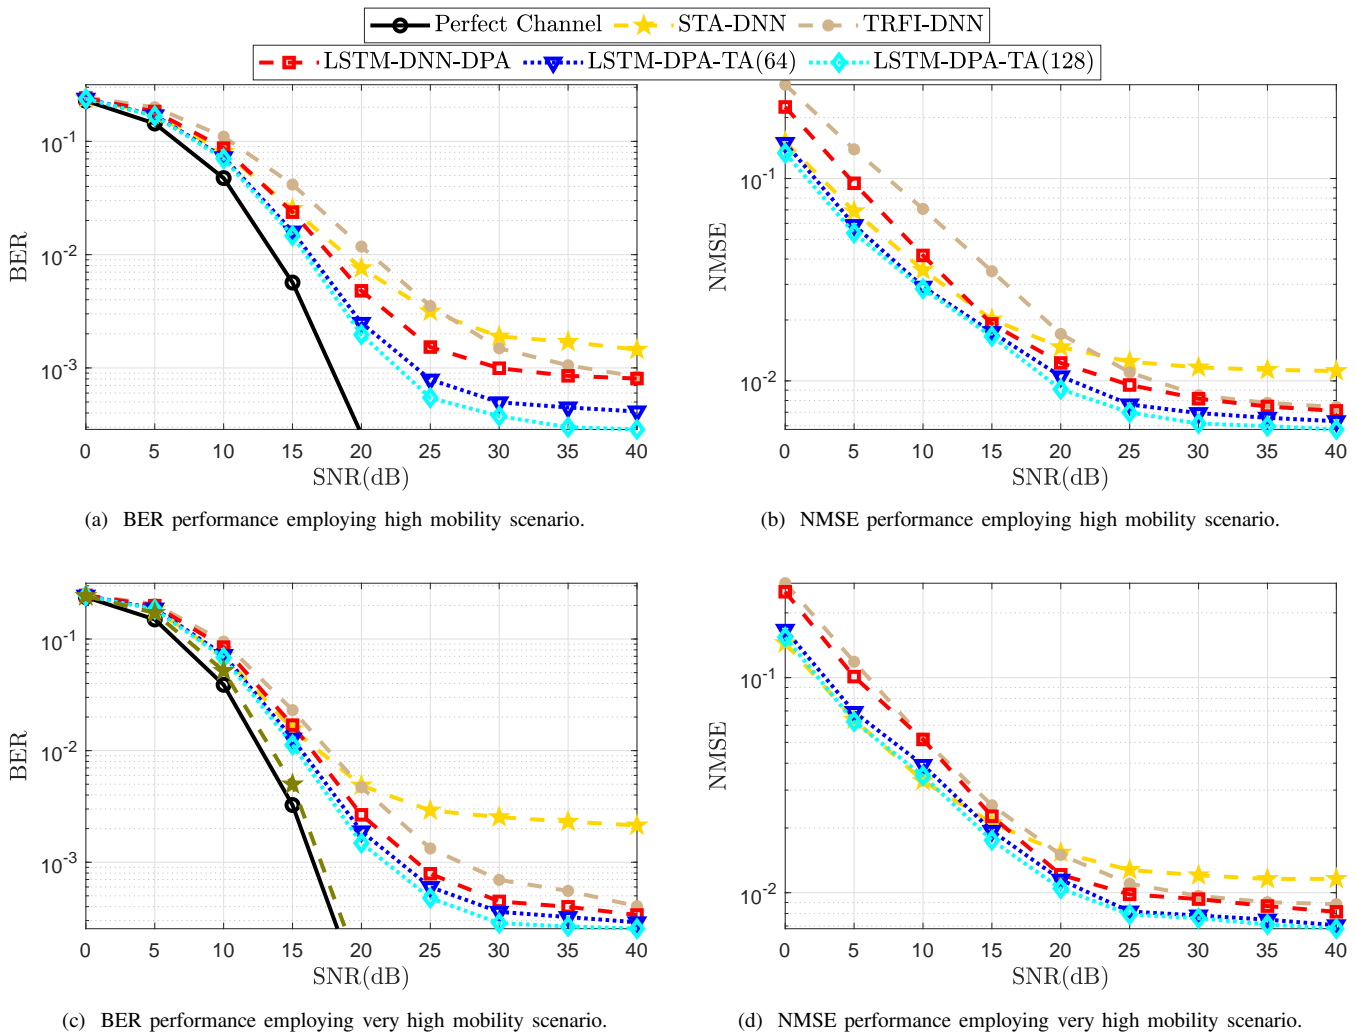 Perfect Channel STA-DNN TRFI-DNN
LSTM-DNN-DPA LSTM-DPA-TA(64) LSTM-DPA-TA(128)
10-1
10-2
10-3
BER
0 5 10 15 20 25 30 35 40
SNR(dB)
(a) BER performance employing high mobility scenario.
10-1
10-2
NMSE
0 5 10 15 20 25 30 35 40
SNR(dB)
(b) NMSE performance employing high mobility scenario.
10-1
10-2
10-3
BER
0 5 10 15 20 25 30 35 40
SNR(dB)
(c) BER performance employing very high mobility scenario.
10-1
10-2
NMSE
0 5 10 15 20 25 30 35 40
SNR(dB)
(d) NMSE performance employing very high mobility scenario.